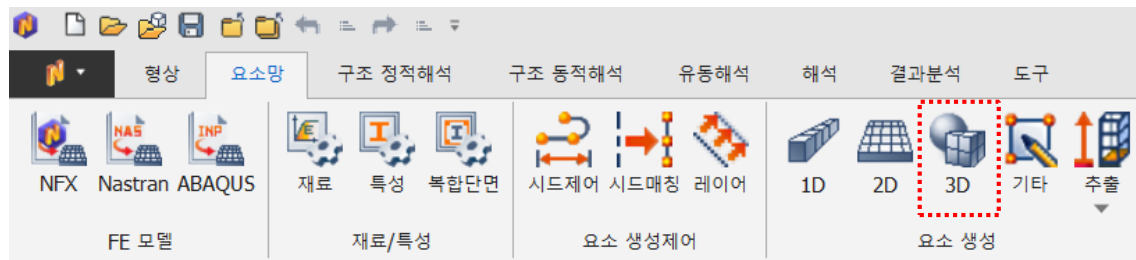 형상 요소망 구조 정적해석 구조 동적해석 유동해석 해석 결과분석 도구
NAS INP
NFX Nastran ABAQUS 재료 특성 복합단면 시드제어 시드매칭 레이어 1D 2D 3D 기타 추출
FE 모델 재료/특성 요소 생성제어 요소 생성